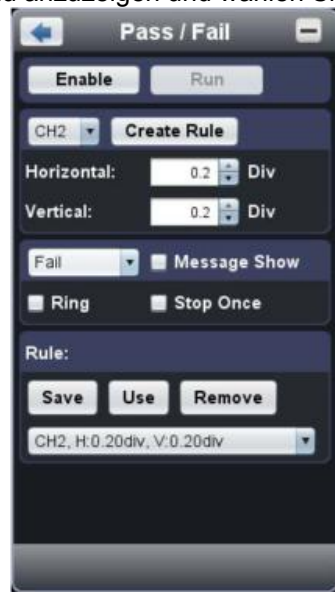 Pass / Fail
Enable Run
CH2 Create Rule
Horizontal: 0.2 Div
Vertical: 0.2 Div
Fail Message Show
Ring Stop Once
Rule:
Save Use Remove
CH2, H:0.20div, V:0.20div